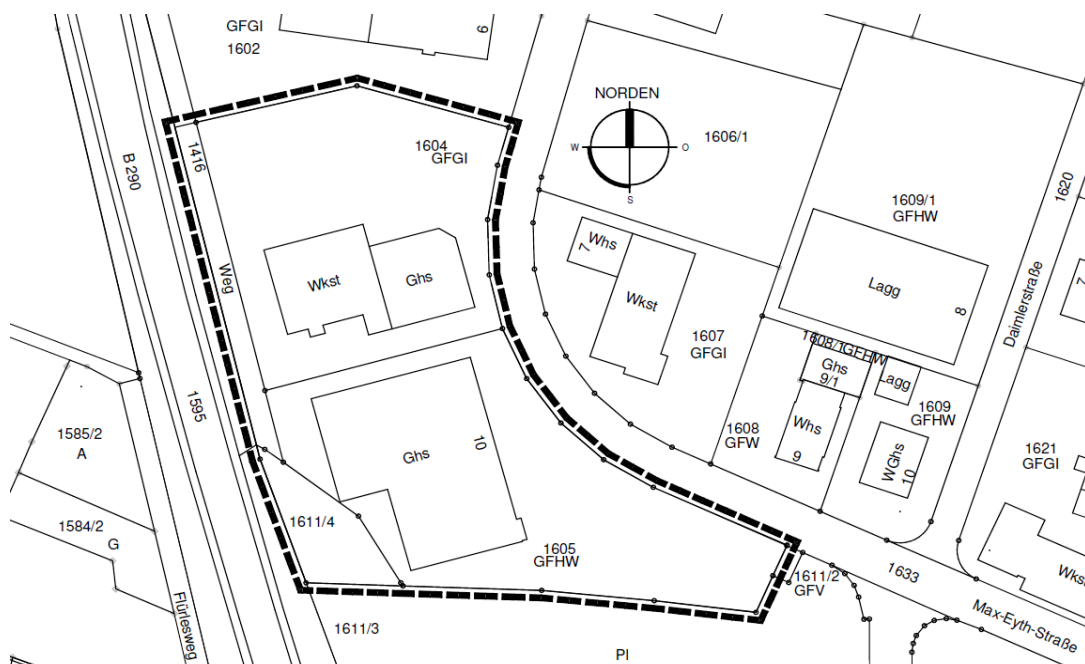 GFGI
1602
6
NORDEN
W
O
S
1606/1
1604
GFGI
1416
B 290
1620
1609/1
GFHW
Whs
7
Wkst
Ghs
Weg
Wkst
Lagg
8
Daimlerstraße
7
1607
GFGI
1608/1GFHW
Ghs
9/1
Lagg
1609
GFHW
1595
1585/2
A
Ghs
10
1608
GFW
Whs
9
WGhs
10
1621
GFGI
1584/2
G
1611/4
1605
GFHW
1611/2
GFV
1633
Wkst
Flürlesweg
Max-Eyth-Straße
1611/3
Pl